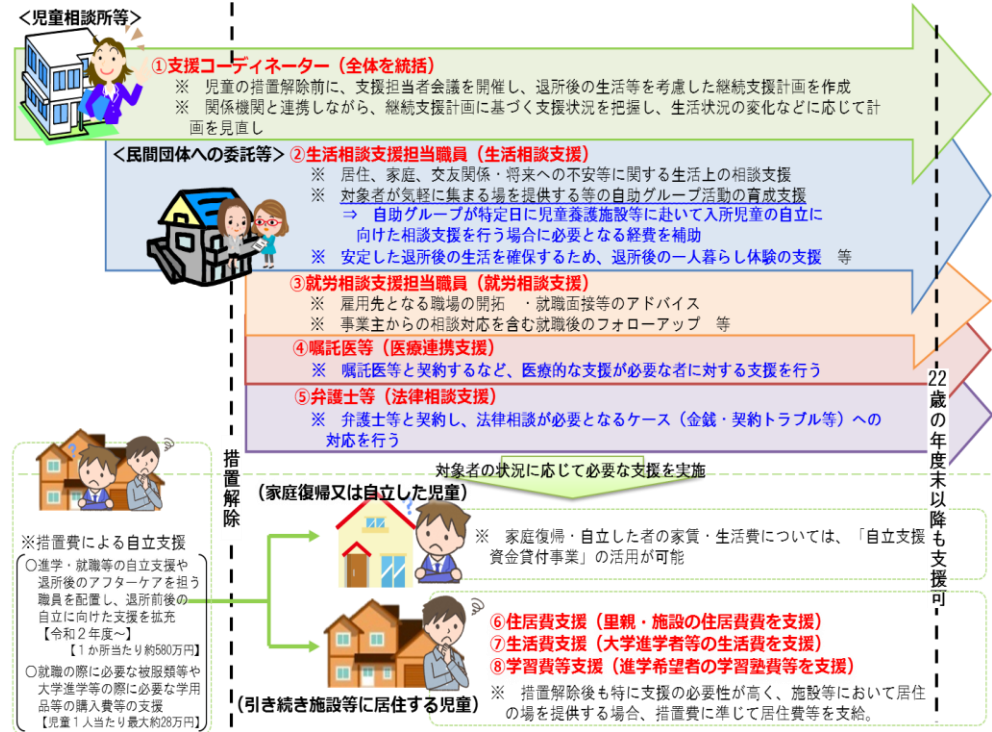 <児童相談所等>
①支援コーディネーター(全体を統括)
※ 児童の措置解除前に、支援担当者会議を開催し、退所後の生活等を考慮した継続支援計画を作成
※ 関係機関と連携しながら、継続支援計画に基づく支援状況を把握し、生活状況の変化などに応じて計
画を見直し
<民間団体への委託等>
②生活相談支援担当職員(生活相談支援)
※ 居住、家庭、交友関係・将来への不安等に関する生活上の相談支援
※ 対象者が気軽に集まる場を提供する等の自助グループ活動の育成支援
⇒ 自助グループが特定日に児童養護施設等に赴いて入所児童の自立に
向けた相談支援を行う場合に必要となる経費を補助
※ 安定した退所後の生活を確保するため、退所後の一人暮らし体験の支援 等
③就労相談支援担当職員(就労相談支援)
※ 雇用先となる職場の開拓 ・就職面接等のアドバイス
※ 事業主からの相談対応を含む就職後のフォローアップ 等
④嘱託医等(医療連携支援)
※ 嘱託医等と契約するなど、医療的な支援が必要な者に対する支援を行う
⑤弁護士等(法律相談支援)
※ 弁護士等と契約し、法律相談が必要となるケース(金銭・契約トラブル等)への
対応を行う
22歳の年度末以降も支援可
措置解除
対象者の状況に応じて必要な支援を実施
※措置費による自立支援
○進学・就職等の自立支援や
退所後のアフターケアを担う
職員を配置し、退所前後の
自立に向けた支援を拡充
【令和2年度~】
【1か所当たり約580万円】
○就職の際に必要な被服類等や
大学進学等の際に必要な学用
品等の購入費等の支援
【児童1人当たり最大約28万円】
(家庭復帰又は自立した児童)
※ 家庭復帰・自立した者の家賃・生活費については、「自立支援
資金貸付事業」の活用が可能
(引き続き施設等に居住する児童)
⑥住居費支援(里親・施設の住居費費を支援)
⑦生活費支援(大学進学者等の生活費を支援)
⑧学習費等支援(進学希望者の学習塾費等を支援)
※ 措置解除後も特に支援の必要性が高く、施設等において居住
の場を提供する場合、措置費に準じて居住費等を支給。